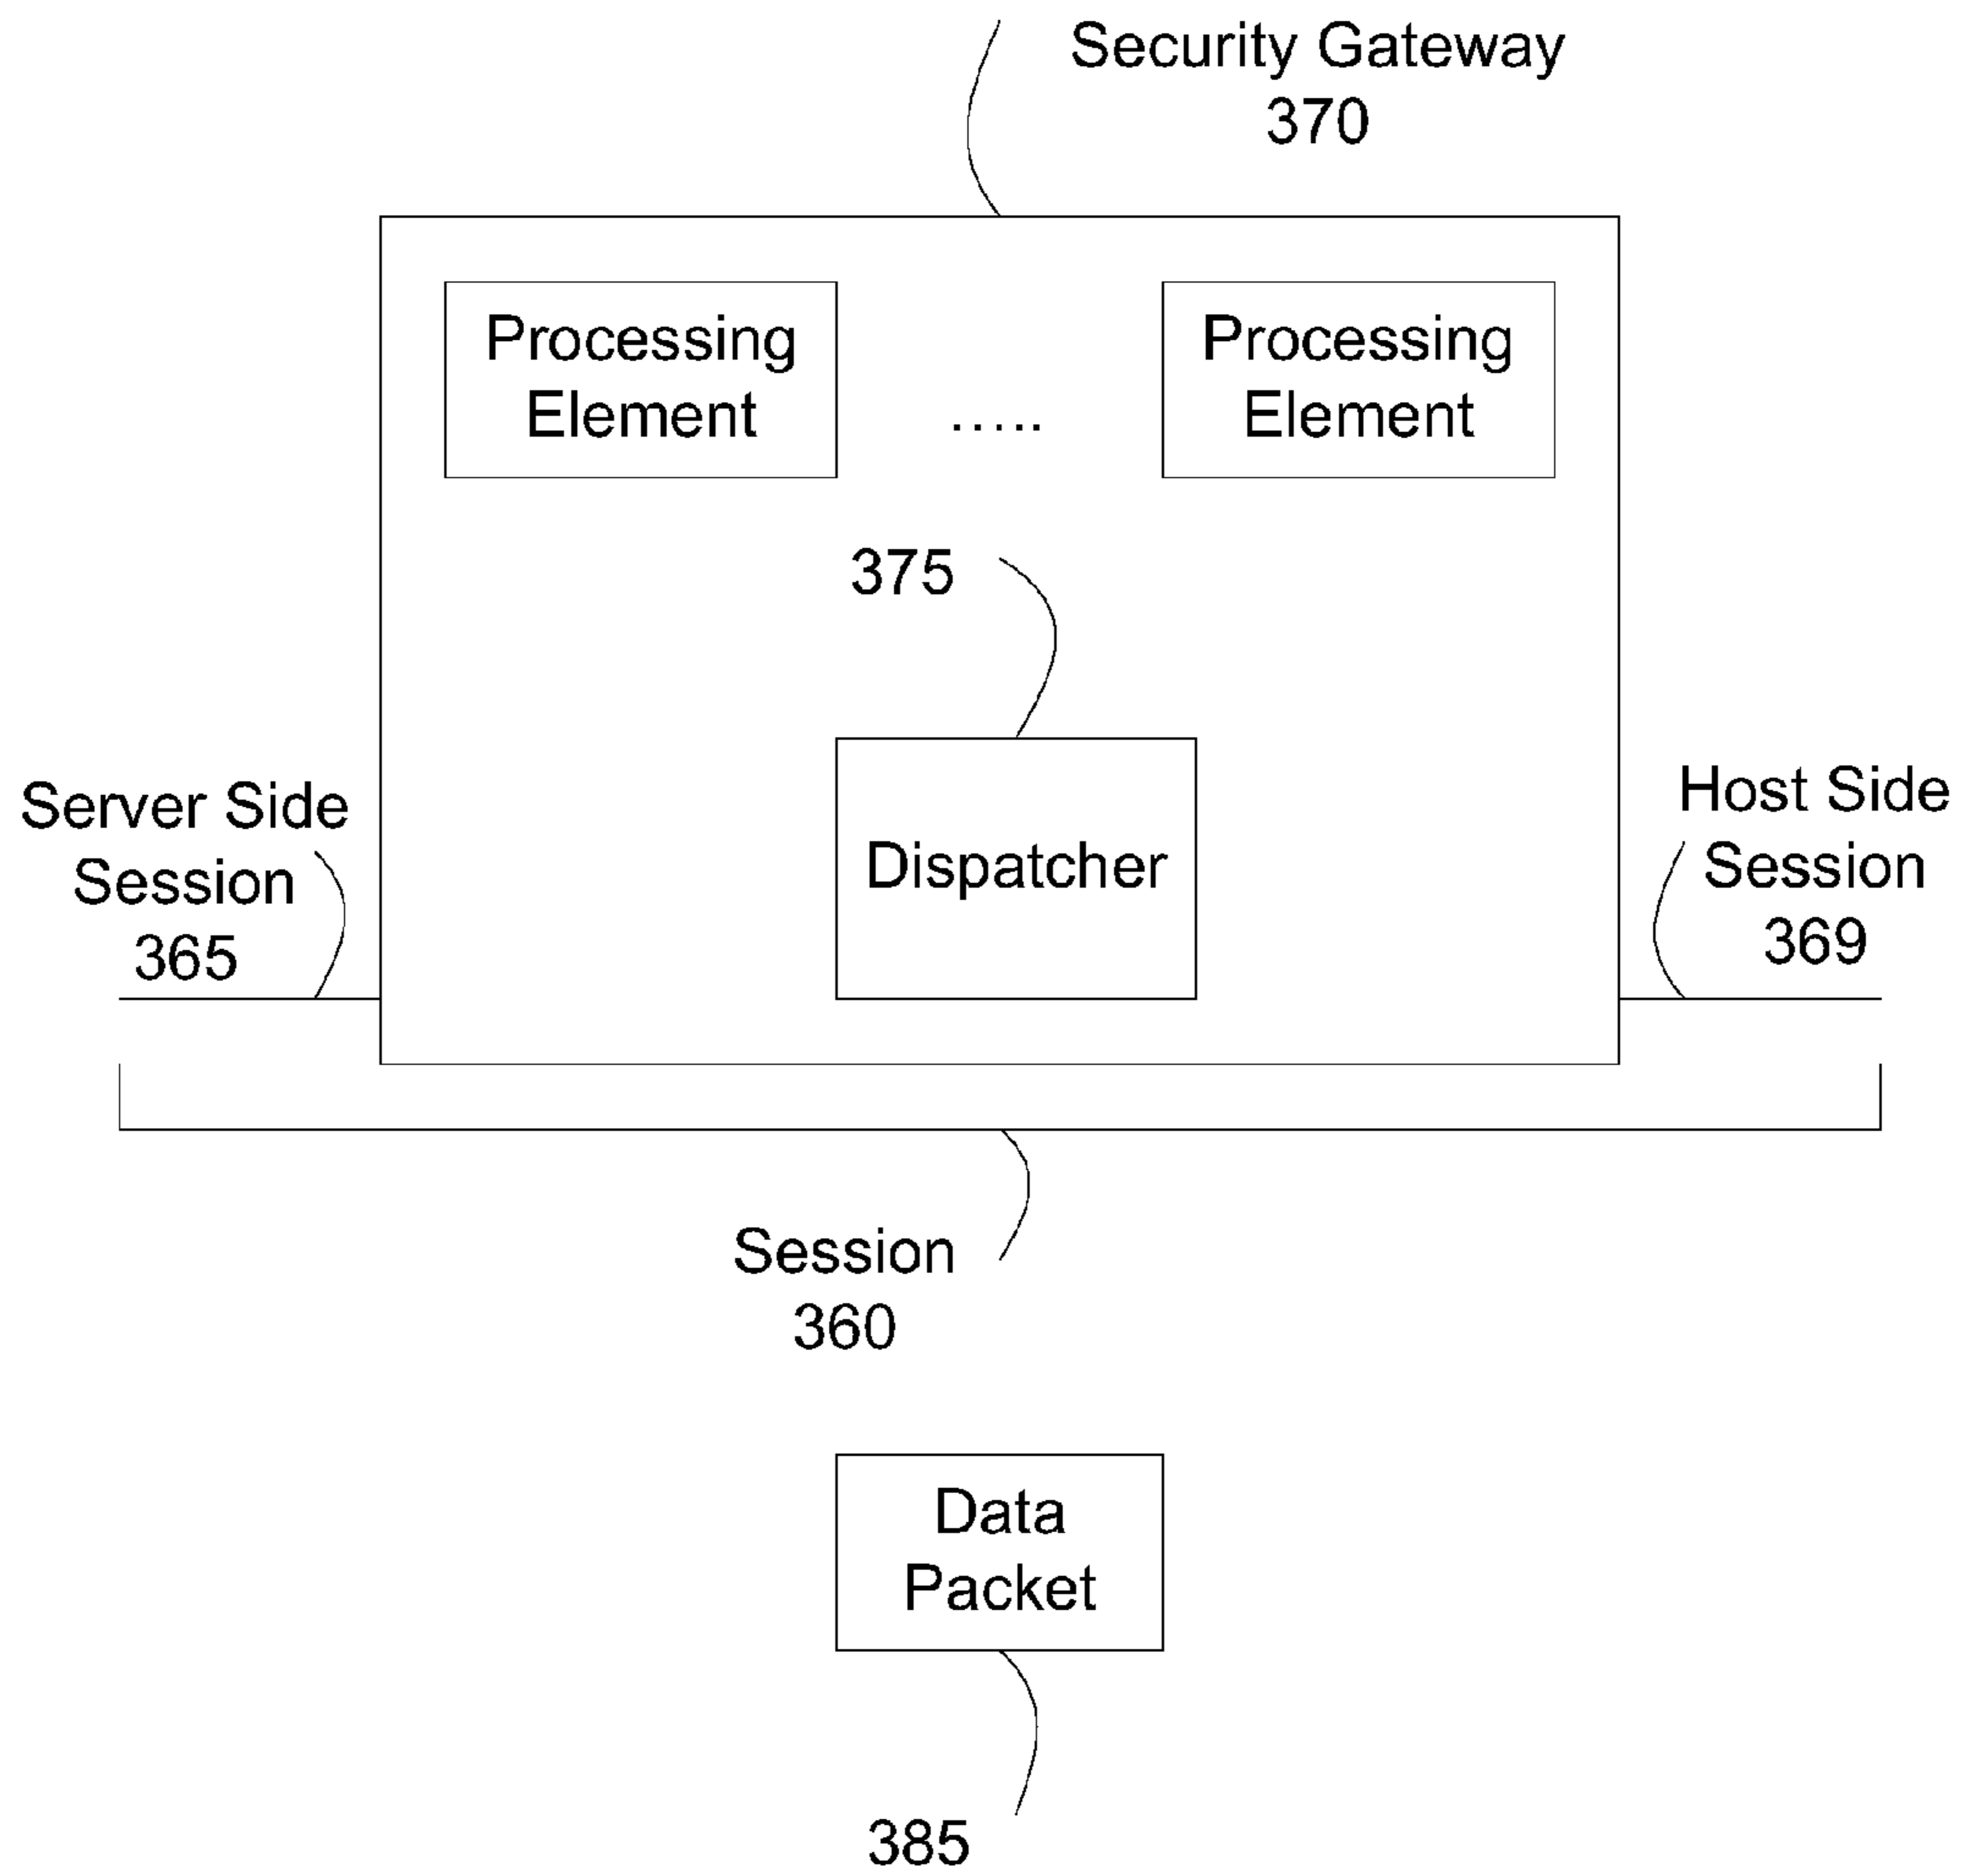 Security Gateway
370
Processing
Element
.....
Processing
Element
375
Server Side
Session
365
Dispatcher
Host Side
Session
369
Session
360
Data
Packet
385